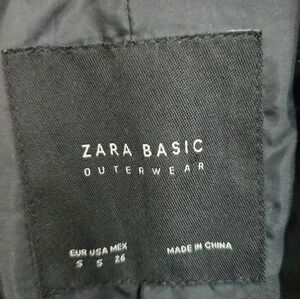 ZARA BASIC
OUTERWEAR
EUR USA MEX MADE IN CHINA
S S 26